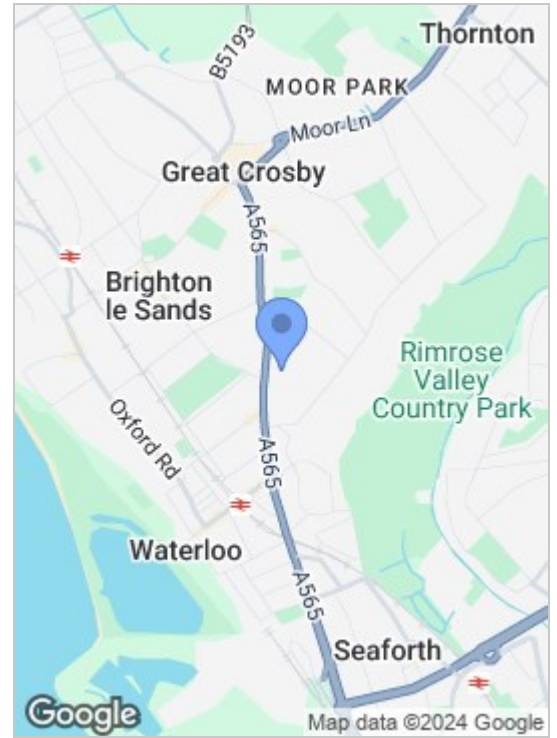 Thornton
B5193
MOOR PARK
Moor Ln
Great Crosby
A565
Brighton
le Sands
Rimrose
Valley
Country Park
Oxford Rd
A565
Waterloo
A565
Seaforth
Google
Map data ©2024 Google